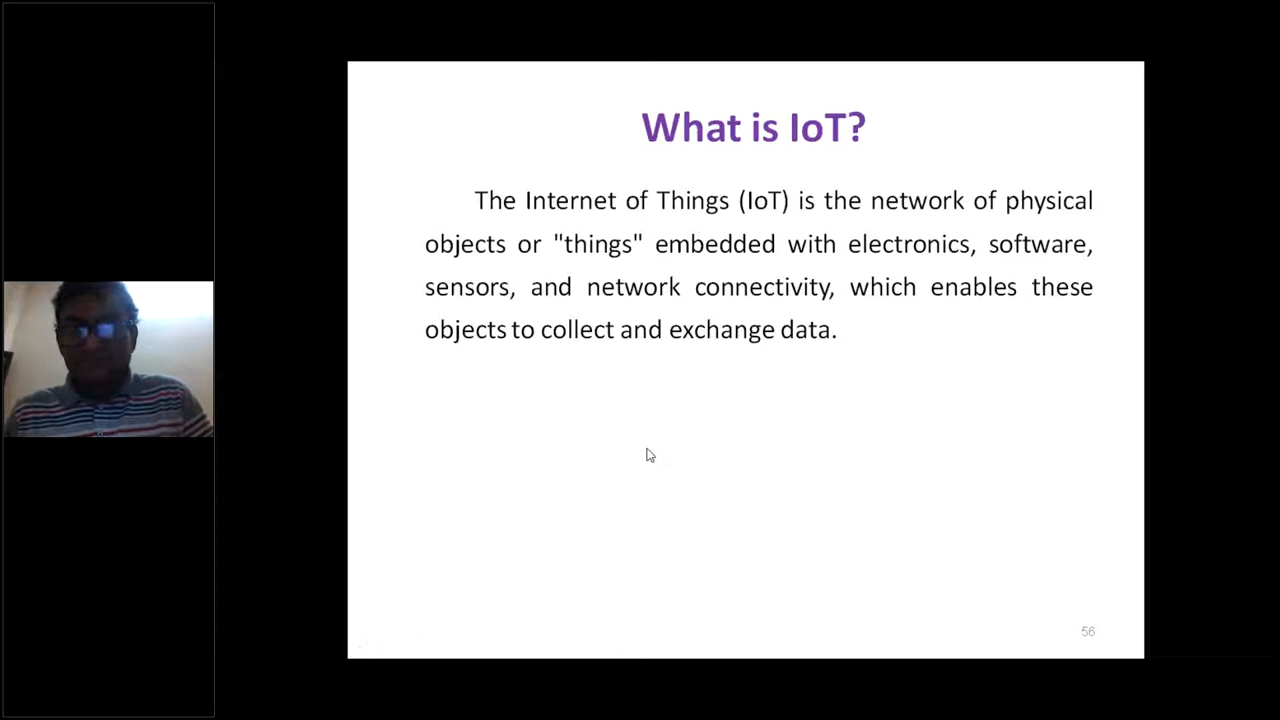 What is IoT?
The Internet of Things (IoT) is the network of physical
objects or "things" embedded with electronics, software,
sensors, and network connectivity, which enables these
objects to collect and exchange data.
56